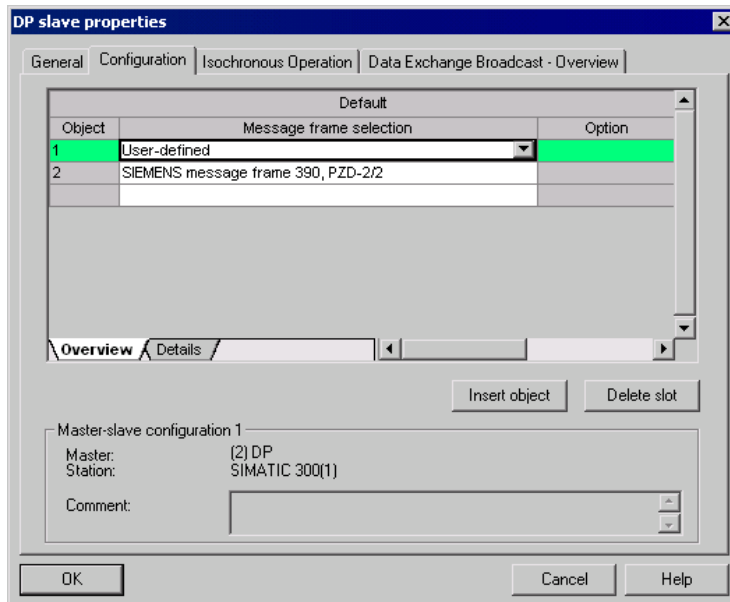 DP slave properties
General Configuration Isochronous Operation Data Exchange Broadcast - Overview
Default
Object Message frame selection Option
1 User-defined
2 SIEMENS message frame 390, PZD-2/2
Overview Details
Insert object Delete slot
Master-slave configuration 1
Master: (2) DP
Station: SIMATIC 300(1)
Comment:
OK Cancel Help